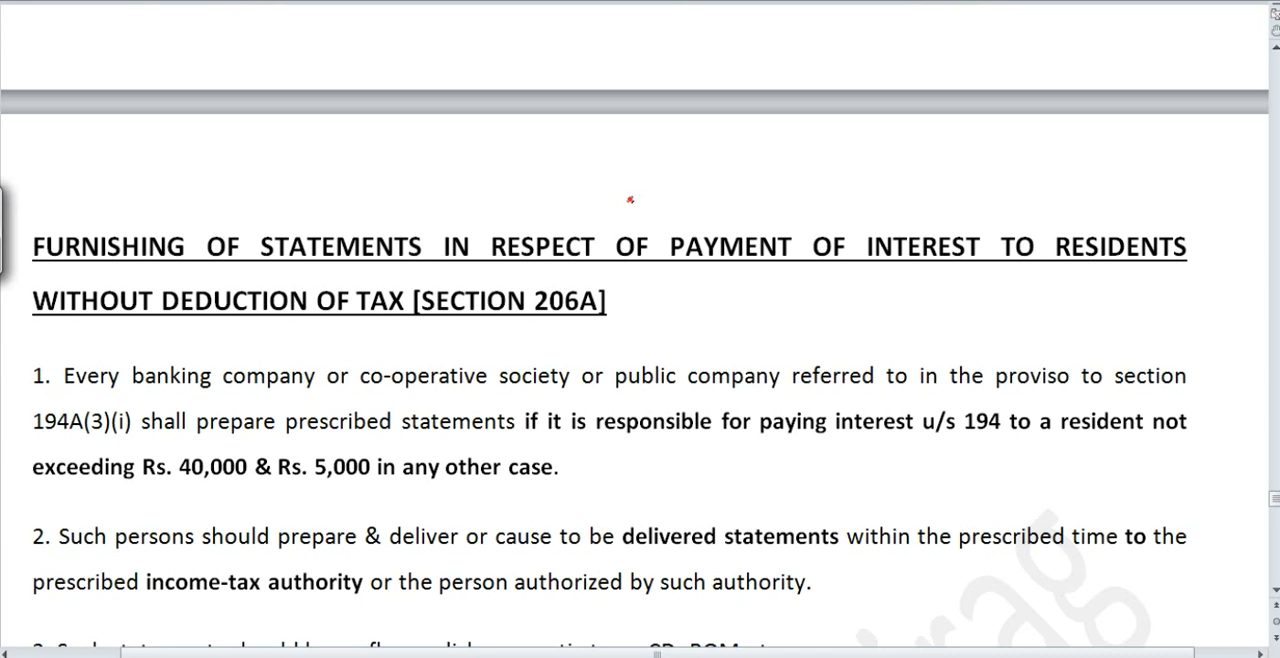 FURNISHING OF STATEMENTS IN RESPECT OF PAYMENT OF INTEREST TO RESIDENTS
WITHOUT DEDUCTION OF TAX [SECTION 206A]
1. Every banking company or co-operative society or public company referred to in the proviso to section
194A(3)(i) shall prepare prescribed statements if it is responsible for paying interest u/s 194 to a resident not
exceeding Rs. 40,000 & Rs. 5,000 in any other case.
2. Such persons should prepare & deliver or cause to be delivered statements within the prescribed time to the
prescribed income-tax authority or the person authorized by such authority.